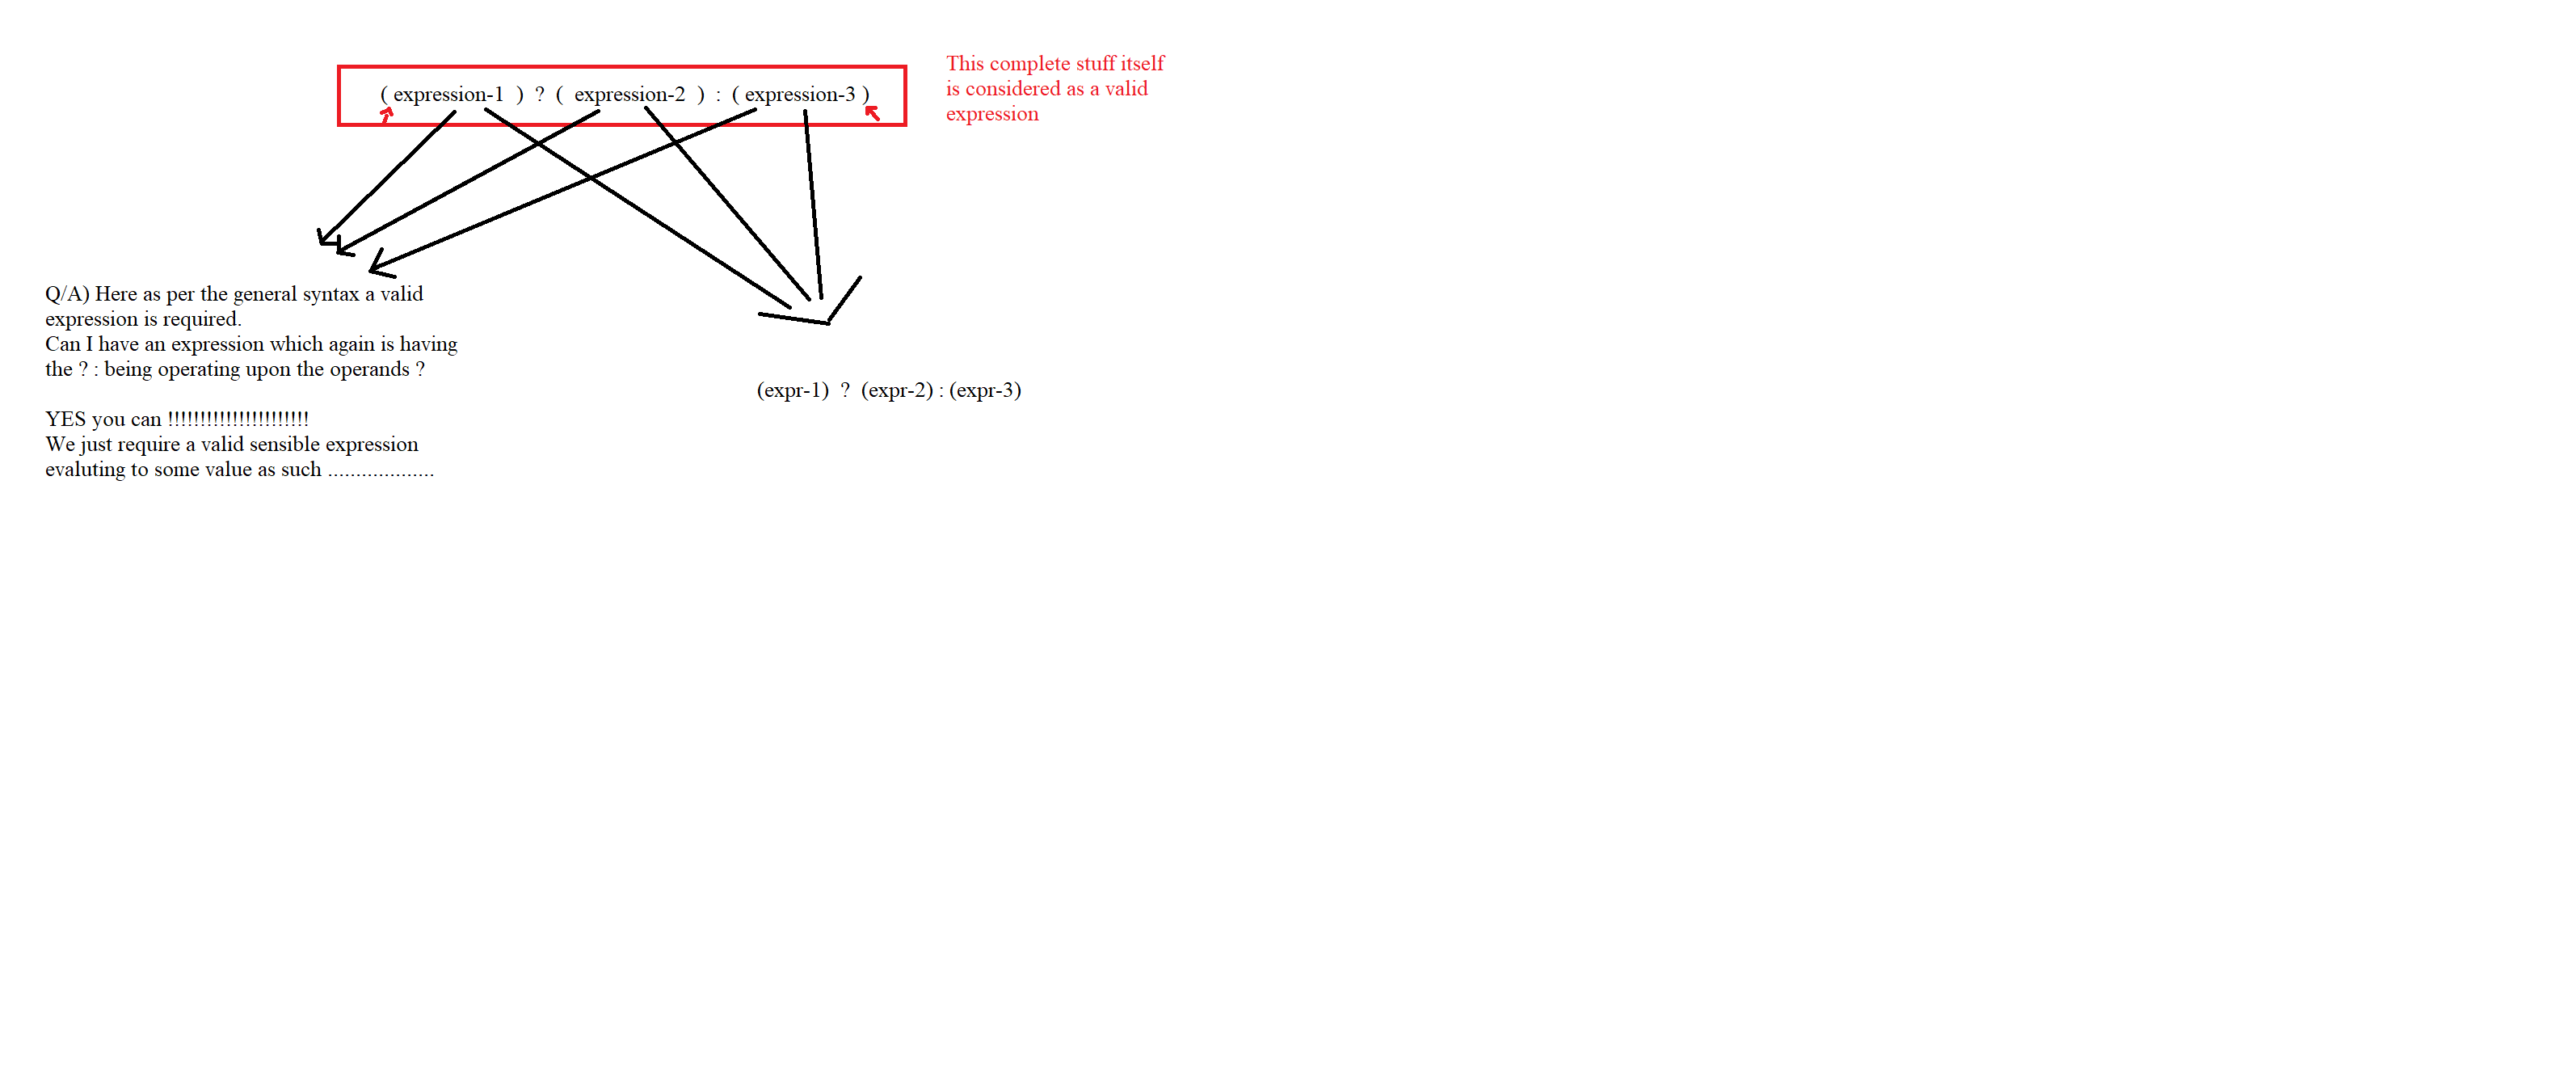 ( expression-1 ) ? ( expression-2 ) : ( expression-3 )
This complete stuff itself
is considered as a valid
expression
Q/A) Here as per the general syntax a valid
expression is required.
Can I have an expression which again is having
the ? : being operating upon the operands ?
YES you can !!!!!!!!!!!!!!!!!!!!!!!
We just require a valid sensible expression
evaluting to some value as such ...................
(expr-1) ? (expr-2) : (expr-3)